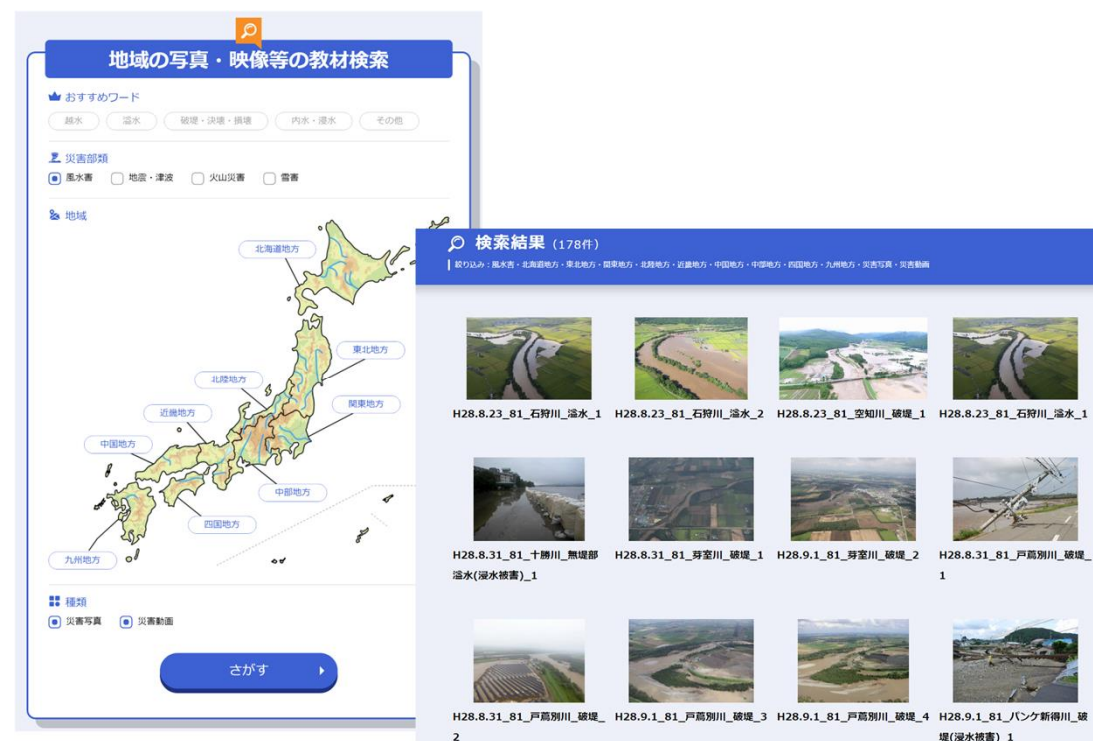 地域の写真・映像等の教材検索
おすすめワード
越水 溢水 破堤・決壊・損壊 内水・浸水 その他
災害部類
風水害 地震・津波 火山災害 雪害
地域
北海道地方
東北地方
北陸地方
関東地方
近畿地方
中国地方
中部地方
四国地方
九州地方
種類
災害写真 災害動画
さがす
検索結果（178件）
絞り込み：風水害・北海道地方・東北地方・関東地方・北陸地方・近畿地方・中国地方・中部地方・四国地方・九州地方・災害写真・災害動画
H28.8.23_81_石狩川_溢水_1 H28.8.23_81_石狩川_溢水_2 H28.8.23_81_空知川_破堤_1 H28.8.23_81_石狩川_溢水_1
H28.8.31_81_十勝川_無堤部
溢水(浸水被害)_1
H28.8.31_81_芽室川_破堤_1
H28.9.1_81_芽室川_破堤_2
H28.8.31_81_戸蔦別川_破堤_
1
H28.8.31_81_戸蔦別川_破堤_
2
H28.9.1_81_戸蔦別川_破堤_3
H28.9.1_81_戸蔦別川_破堤_4
H28.9.1_81_パンケ新得川_破
堤(浸水被害)_1